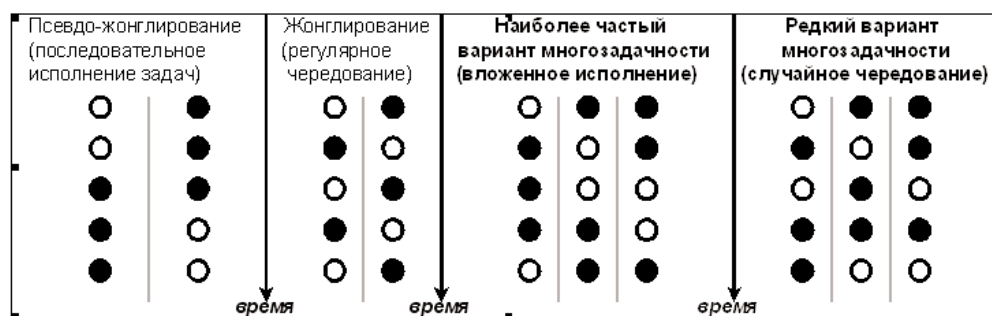 Псевдо-жонглирование
(последовательное
исполнение задач)
Жонглирование
(регулярное
чередование)
Наиболее частый
вариант многозадачности
(вложенное исполнение)
Редкий вариант
многозадачности
(случайное чередование)
время
время
время